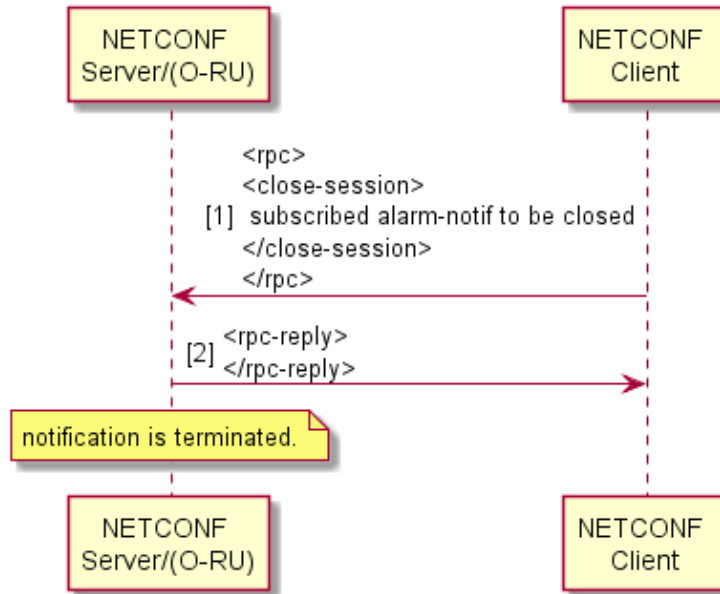 NETCONF
Server/(O-RU)
NETCONF
Client
<rpc>
<close-session>
[1] subscribed alarm-notif to be closed
</close-session>
</rpc>
[2] <rpc-reply>
</rpc-reply>
notification is terminated.
NETCONF
Server/(O-RU)
NETCONF
Client